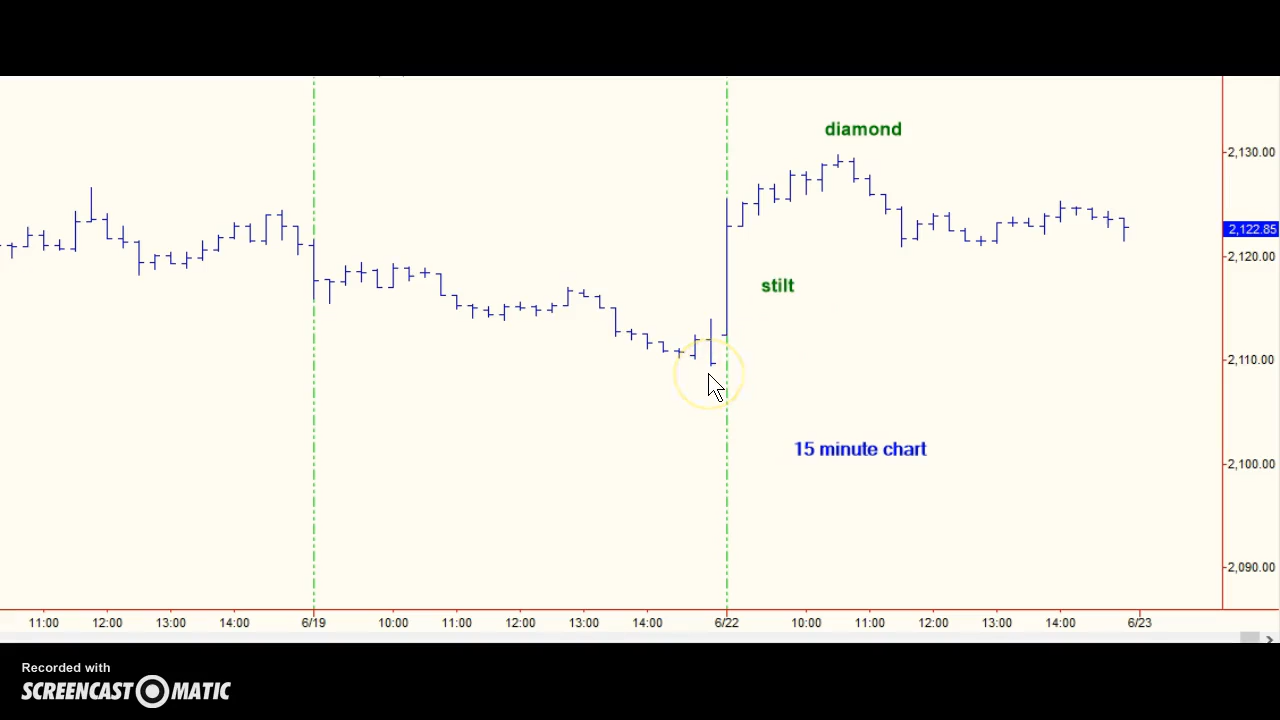 diamond
2,130.00
2,122.85
2,120.00
stilt
2,110.00
15 minute chart
2,100.00
2,090.00
11:00 12:00 13:00 14:00 6/19 10:00 11:00 12:00 13:00 14:00 6/22 10:00 11:00 12:00 13:00 14:00 6/23
Recorded with
SCREENCAST MATIC